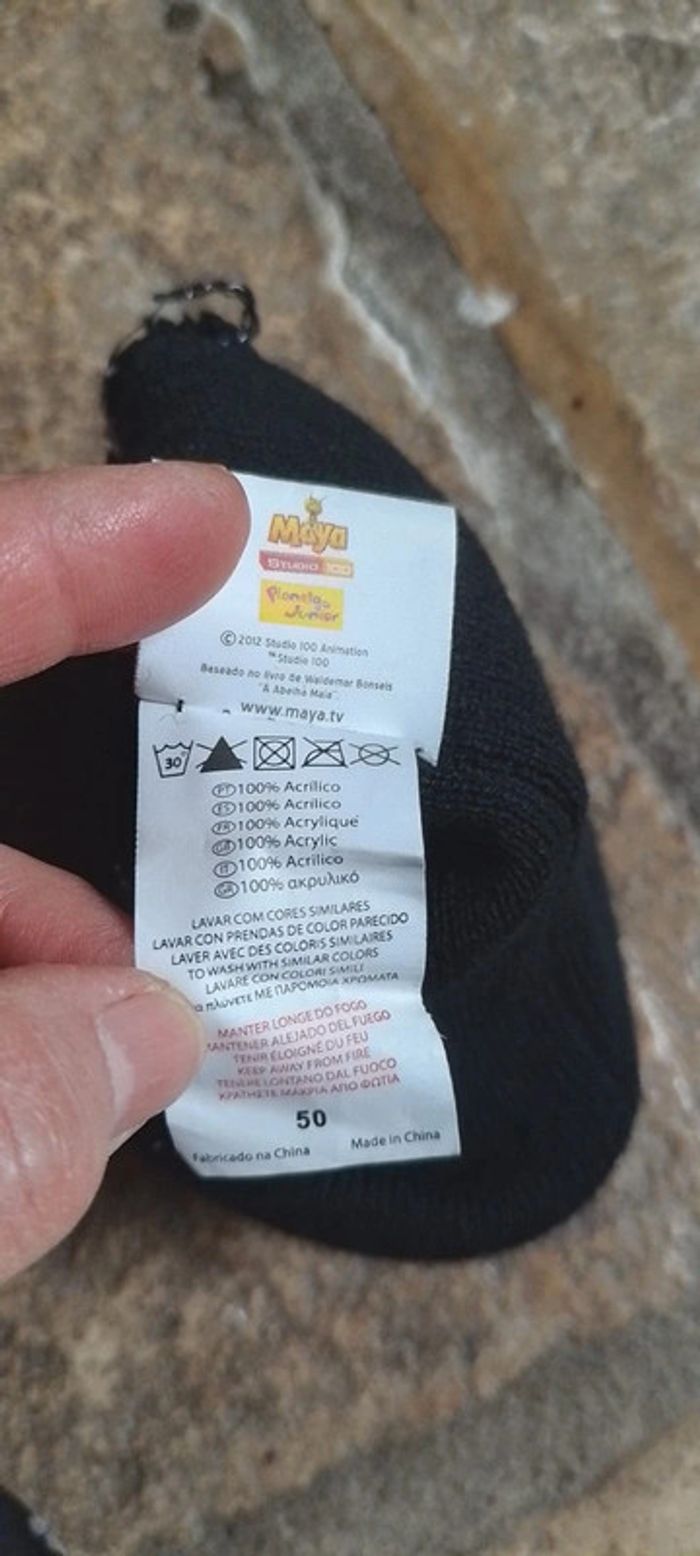 Maya
STUDIO 100
Planeta
Junior
© 2012 Studio 100 Animation
™ Studio 100
Baseado no livro de Waldemar Bonsels
"A Abelha Maia"
www.maya.tv
30°
PT 100% Acrílico
ES 100% Acrílico
FR 100% Acrylique
GB 100% Acrylic
IT 100% Acrilico
GR 100% ακρυλικό
LAVAR COM CORES SIMILARES
LAVAR CON PRENDAS DE COLOR PARECIDO
LAVER AVEC DES COLORIS SIMILAIRES
TO WASH WITH SIMILAR COLORS
LAVARE CON COLORI SIMILI
πλύνετε ΜΕ ΠΑΡΟΜΟΙΑ ΧΡΩΜΑΤΑ
MANTER LONGE DO FOGO
MANTENER ALEJADO DEL FUEGO
TENIR ÉLOIGNÉ DU FEU
KEEP AWAY FROM FIRE
TENERE LONTANO DAL FUOCO
ΚΡΑΤΗΣΤΕ ΜΑΚΡΙΑ ΑΠΟ ΦΩΤΙΑ
50
Fabricado na China Made in China